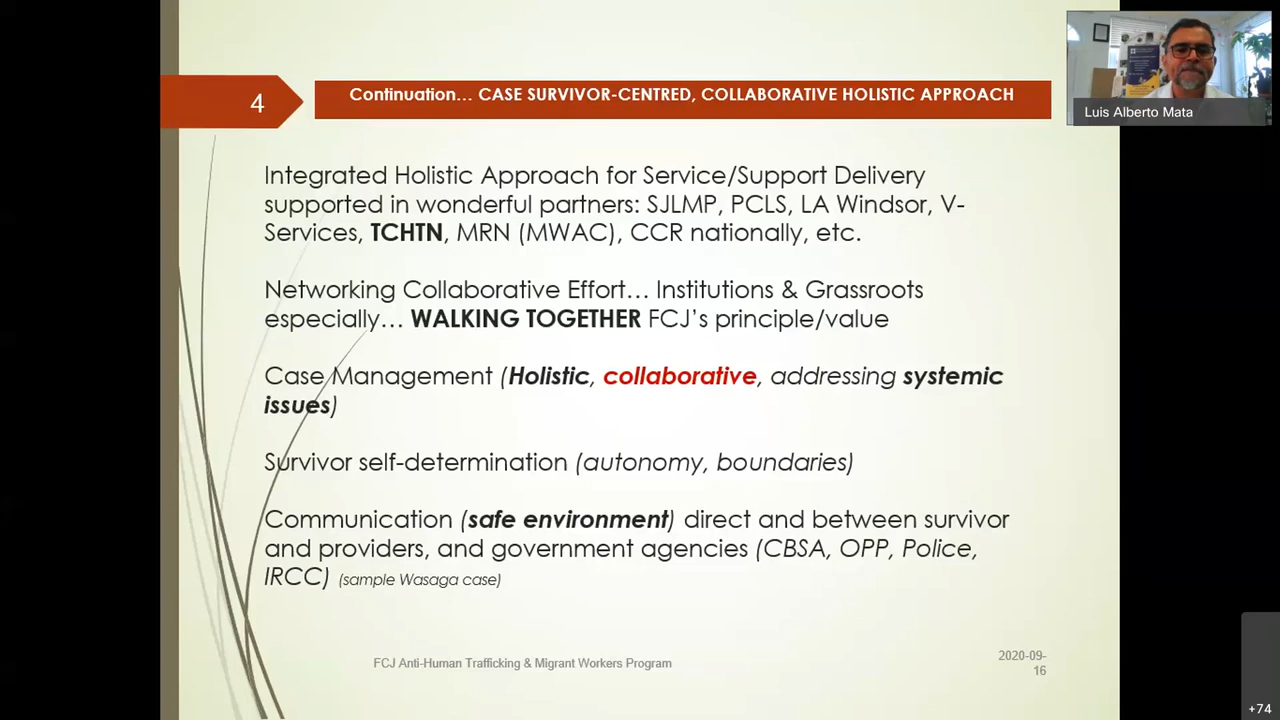 4
Continuation... CASE SURVIVOR-CENTRED, COLLABORATIVE HOLISTIC APPROACH
Luis Alberto Mata
Integrated Holistic Approach for Service/Support Delivery
supported in wonderful partners: SJLMP, PCLS, LA Windsor, V-
Services, TCHTN, MRN (MWAC), CCR nationally, etc.
Networking Collaborative Effort... Institutions & Grassroots
especially... WALKING TOGETHER FCJ's principle/value
Case Management (Holistic, collaborative, addressing systemic
issues)
Survivor self-determination (autonomy, boundaries)
Communication (safe environment) direct and between survivor
and providers, and government agencies (CBSA, OPP, Police,
IRCC) (sample Wasaga case)
FCJ Anti-Human Trafficking & Migrant Workers Program
2020-09-
16
+74